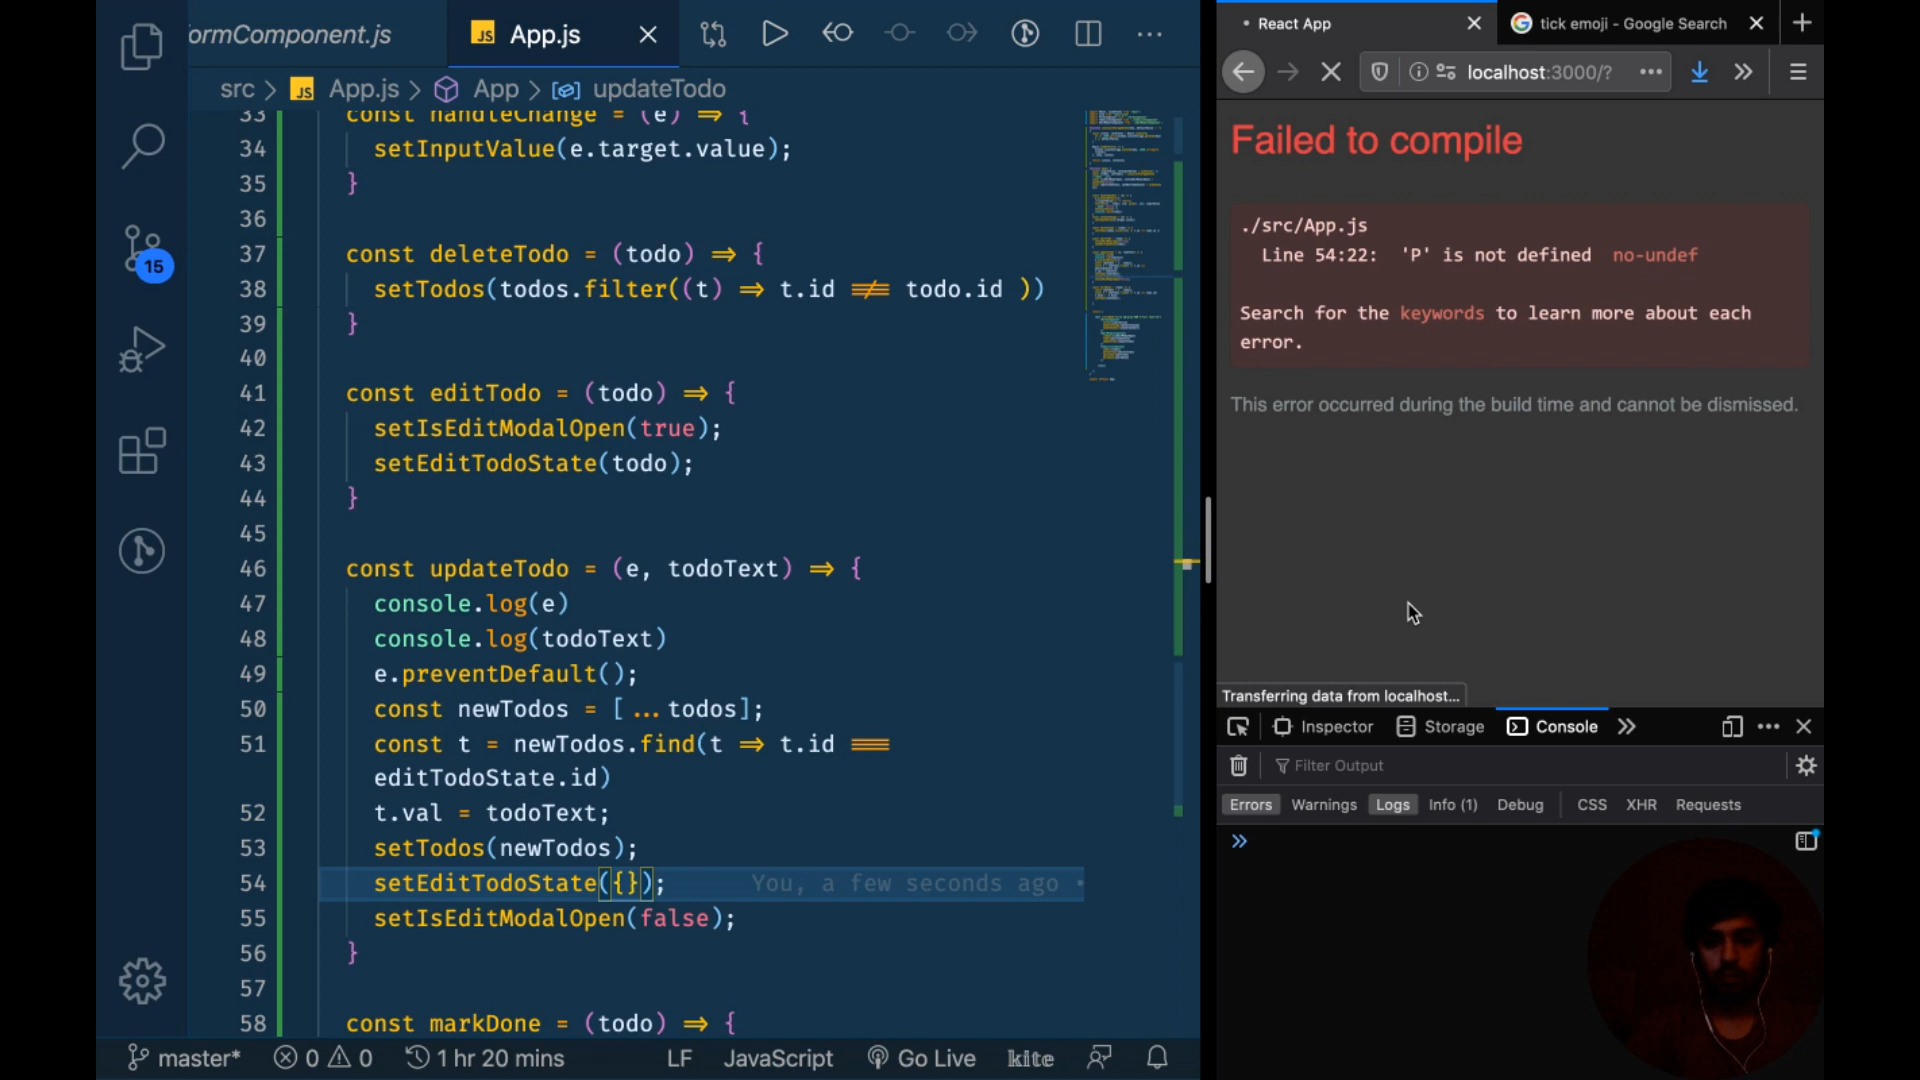 ormComponent.js
JS App.js
src > JS App.js > App > updateTodo
33 const handleChange = (e) ⇒ {
34 setInputValue(e.target.value);
35 }
36
37 const deleteTodo = (todo) ⇒ {
38 setTodos(todos.filter((t) ⇒ t.id !== todo.id ))
39 }
40
41 const editTodo = (todo) ⇒ {
42 setIsEditModalOpen(true);
43 setEditTodoState(todo);
44 }
45
46 const updateTodo = (e, todoText) ⇒ {
47 console.log(e)
48 console.log(todoText)
49 e.preventDefault();
50 const newTodos = [ ...todos];
51 const t = newTodos.find(t ⇒ t.id ===
editTodoState.id)
52 t.val = todoText;
53 setTodos(newTodos);
54 setEditTodoState({}); You, a few seconds ago •
55 setIsEditModalOpen(false);
56 }
57
58 const markDone = (todo) ⇒ {
15
master* 0 0 1 hr 20 mins LF JavaScript Go Live kite
• React App
tick emoji - Google Search
localhost:3000/?
Failed to compile
./src/App.js
Line 54:22: 'P' is not defined no-undef
Search for the keywords to learn more about each
error.
This error occurred during the build time and cannot be dismissed.
Transferring data from localhost...
Inspector Storage Console
Filter Output
Errors Warnings Logs Info (1) Debug CSS XHR Requests